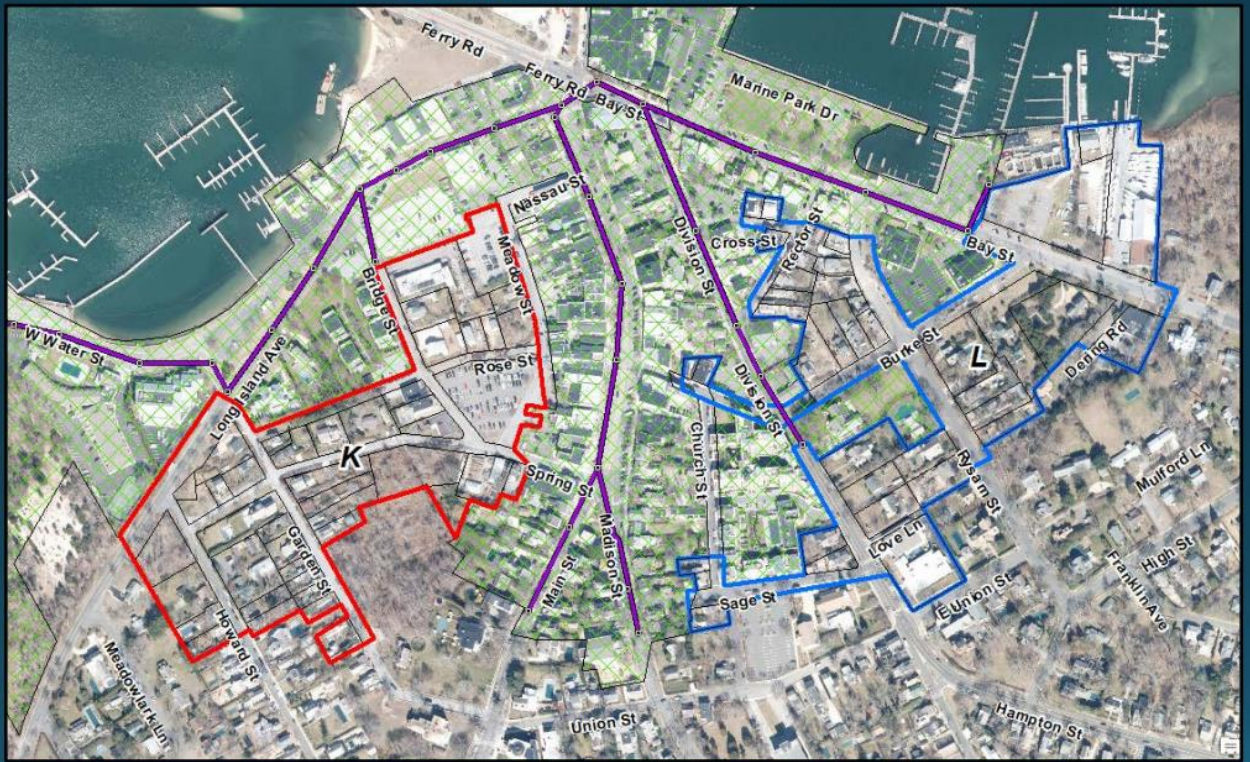 Ferry Rd
Ferry Rd
Bay St
Marine Park Dr
Nassau St
Meadow St
Division St
Cross St
Rector St
Bay St
Bridge St
W Water St
Long Island Ave
Rose St
Burke St
L
Dering Rd
Division St
K
Church St
Spring St
Rysam St
Mulford Ln
Madison St
Main St
Garden St
Love Ln
High St
Franklin Ave
E Union St
Sage St
Howard St
Meadowlark Ln
Union St
Hampton St